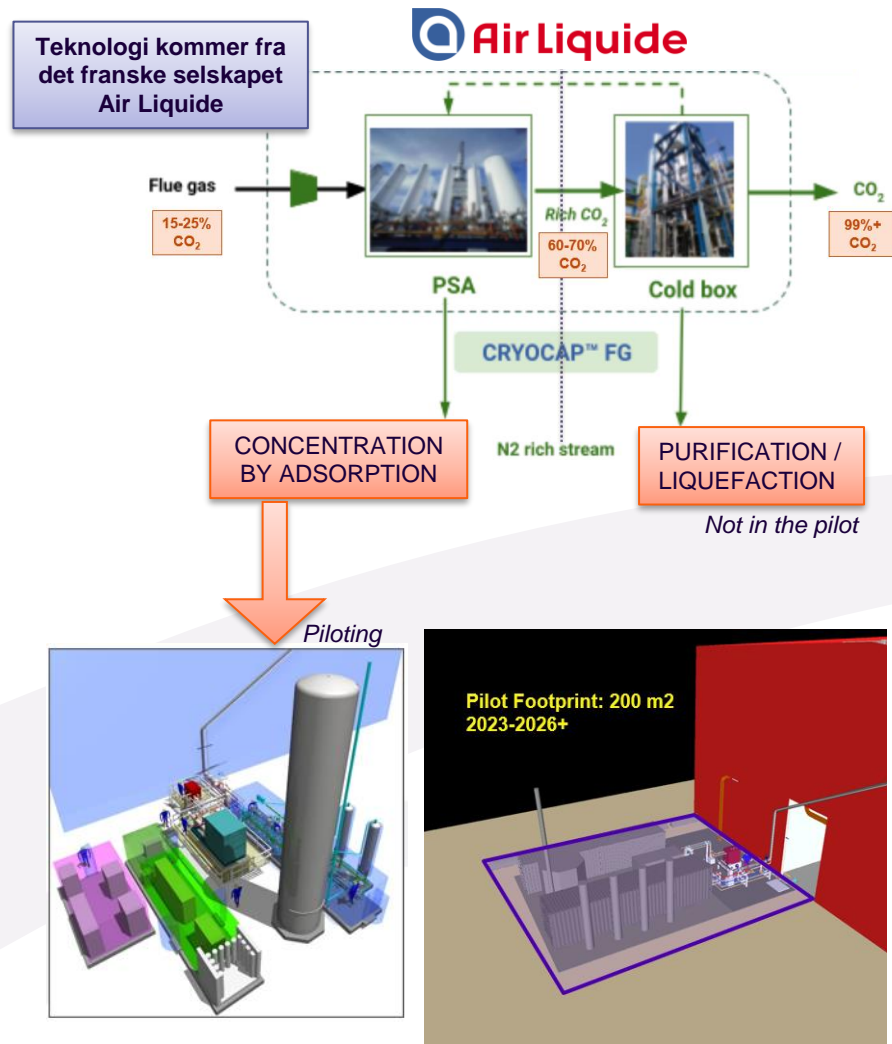 Teknologi kommer fra
det franske selskapet
Air Liquide
Air Liquide
Flue gas
15-25%
CO₂
Rich CO₂
60-70%
CO₂
CO₂
99%+
CO₂
PSA
Cold box
CRYOCAP™ FG
CONCENTRATION
BY ADSORPTION
N2 rich stream
PURIFICATION /
LIQUEFACTION
Not in the pilot
Piloting
Pilot Footprint: 200 m2
2023-2026+